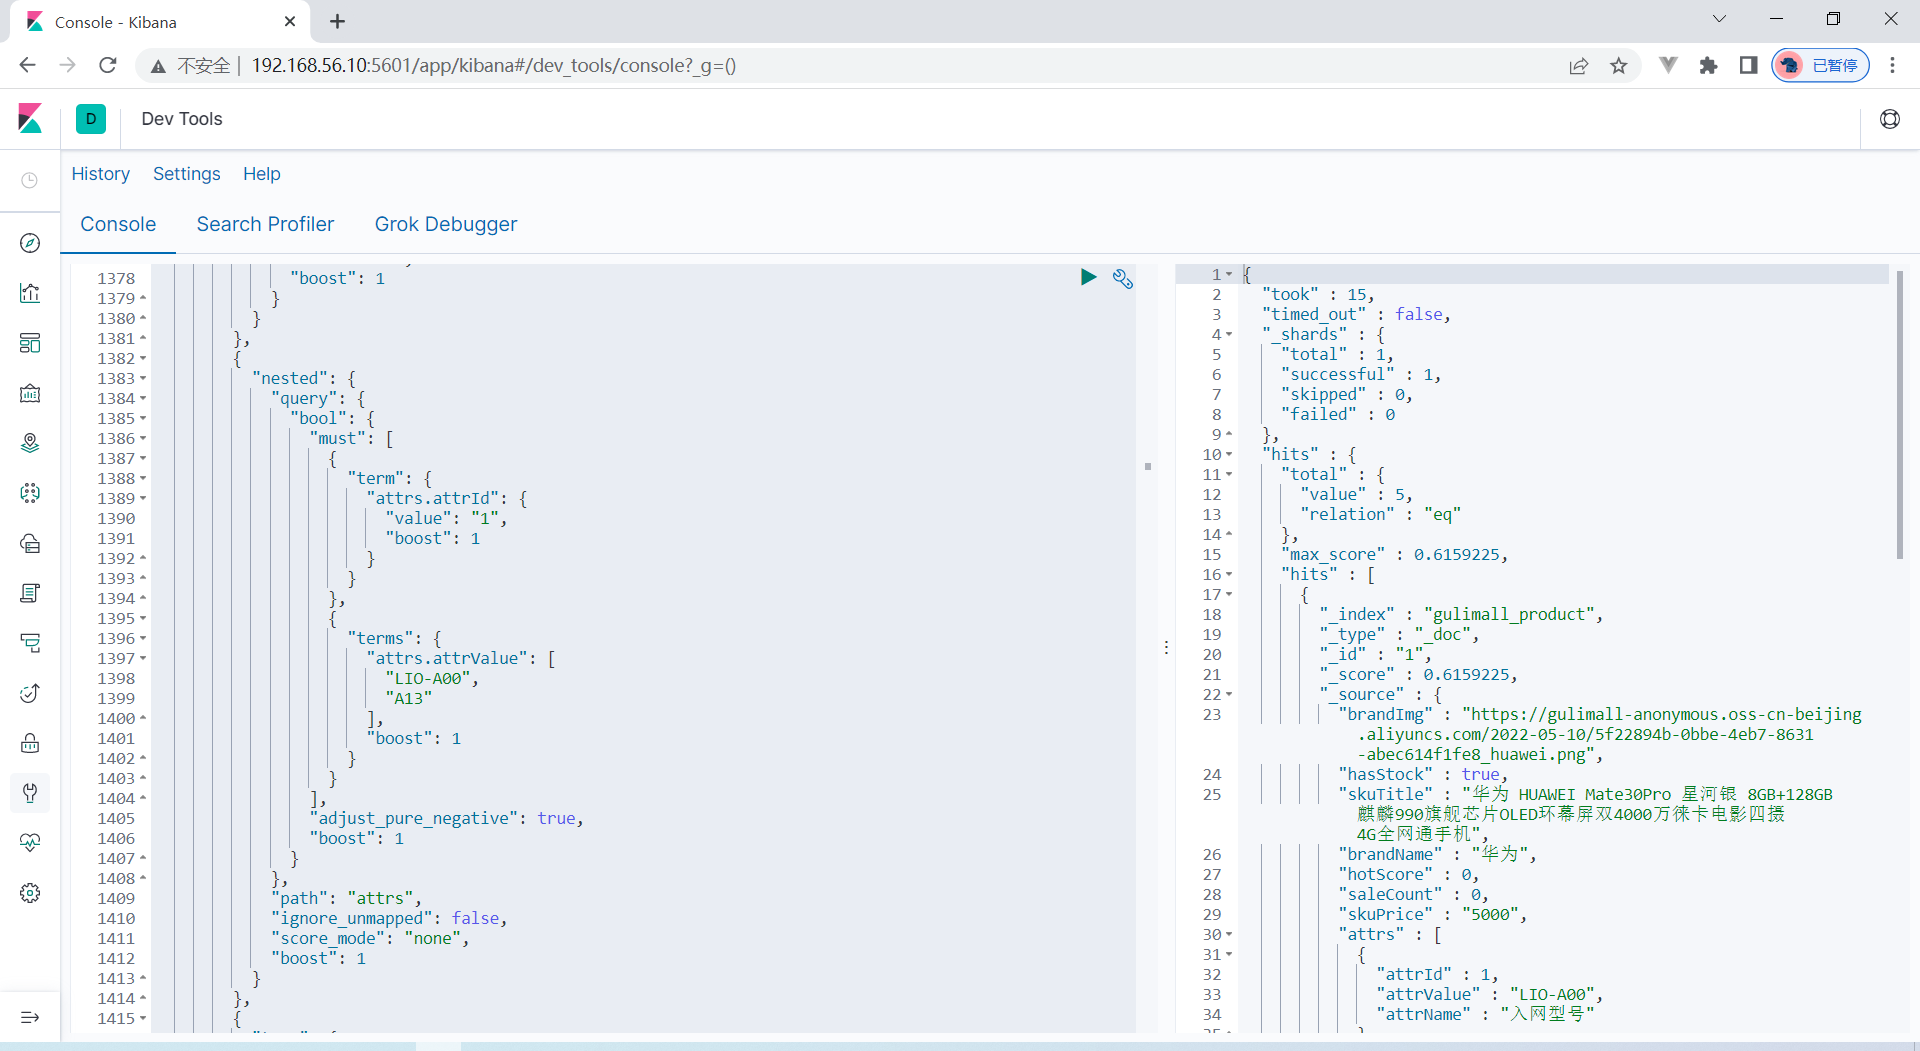 Console - Kibana
不安全 | 192.168.56.10:5601/app/kibana#/dev_tools/console?_g=()
已暂停
D
Dev Tools
History Settings Help
Console Search Profiler Grok Debugger
1378 "boost": 1
1379 }
1380 }
1381 },
1382 {
1383 "nested": {
1384 "query": {
1385 "bool": {
1386 "must": [
1387 {
1388 "term": {
1389 "attrs.attrId": {
1390 "value": "1",
1391 "boost": 1
1392 }
1393 }
1394 },
1395 {
1396 "terms": {
1397 "attrs.attrValue": [
1398 "LIO-A00",
1399 "A13"
1400 ],
1401 "boost": 1
1402 }
1403 }
1404 ],
1405 "adjust_pure_negative": true,
1406 "boost": 1
1407 }
1408 },
1409 "path": "attrs",
1410 "ignore_unmapped": false,
1411 "score_mode": "none",
1412 "boost": 1
1413 }
1414 },
1415 {
1 {
2 "took" : 15,
3 "timed_out" : false,
4 "_shards" : {
5 "total" : 1,
6 "successful" : 1,
7 "skipped" : 0,
8 "failed" : 0
9 },
10 "hits" : {
11 "total" : {
12 "value" : 5,
13 "relation" : "eq"
14 },
15 "max_score" : 0.6159225,
16 "hits" : [
17 {
18 "_index" : "gulimall_product",
19 "_type" : "_doc",
20 "_id" : "1",
21 "_score" : 0.6159225,
22 "_source" : {
23 "brandImg" : "https://gulimall-anonymous.oss-cn-beijing
.aliyuncs.com/2022-05-10/5f22894b-0bbe-4eb7-8631
-abec614f1fe8_huawei.png",
24 "hasStock" : true,
25 "skuTitle" : "华为 HUAWEI Mate30Pro 星河银 8GB+128GB
麒麟990旗舰芯片OLED环幕屏双4000万徕卡电影四摄
4G全网通手机",
26 "brandName" : "华为",
27 "hotScore" : 0,
28 "saleCount" : 0,
29 "skuPrice" : "5000",
30 "attrs" : [
31 {
32 "attrId" : 1,
33 "attrValue" : "LIO-A00",
34 "attrName" : "入网型号"